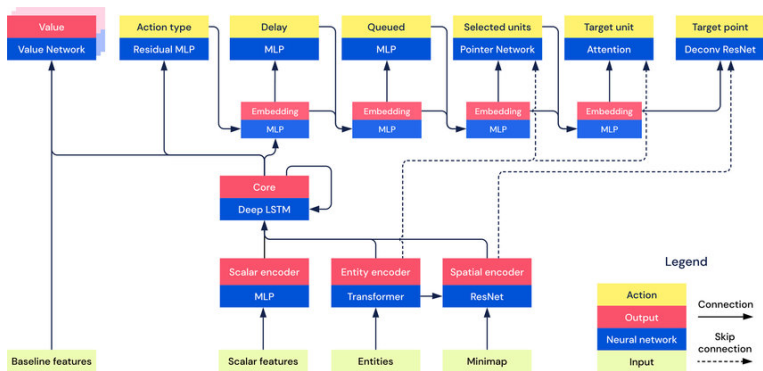 Value
Value Network
Action type
Residual MLP
Delay
MLP
Queued
MLP
Selected units
Pointer Network
Target unit
Attention
Target point
Deconv ResNet
Embedding
MLP
Embedding
MLP
Embedding
MLP
Embedding
MLP
Core
Deep LSTM
Scalar encoder
MLP
Entity encoder
Transformer
Spatial encoder
ResNet
Baseline features
Scalar features
Entities
Minimap
Legend
Action
Output
Neural network
Input
Connection
Skip
connection